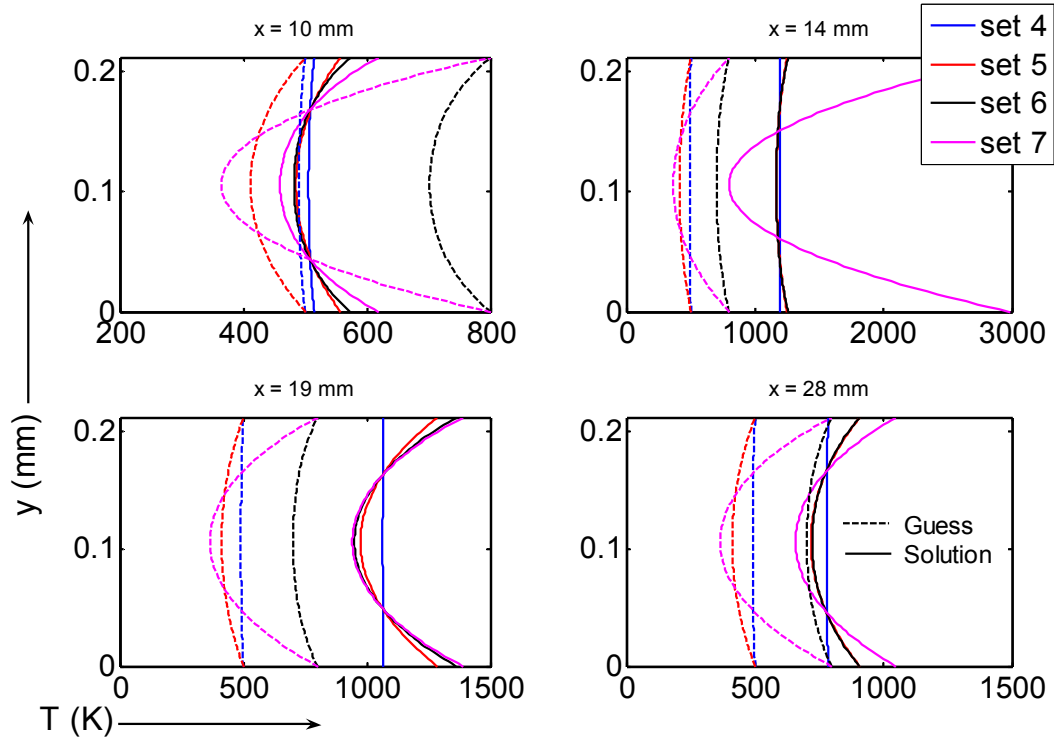 x = 10 mm
x = 14 mm
set 4
set 5
set 6
set 7
0.2
0.1
0
200
400
600
800
0.2
0.1
0
0
1000
2000
3000
x = 19 mm
x = 28 mm
0.2
0.1
0
0
500
1000
1500
0.2
0.1
0
0
500
1000
1500
Guess
Solution
y (mm)
T (K)